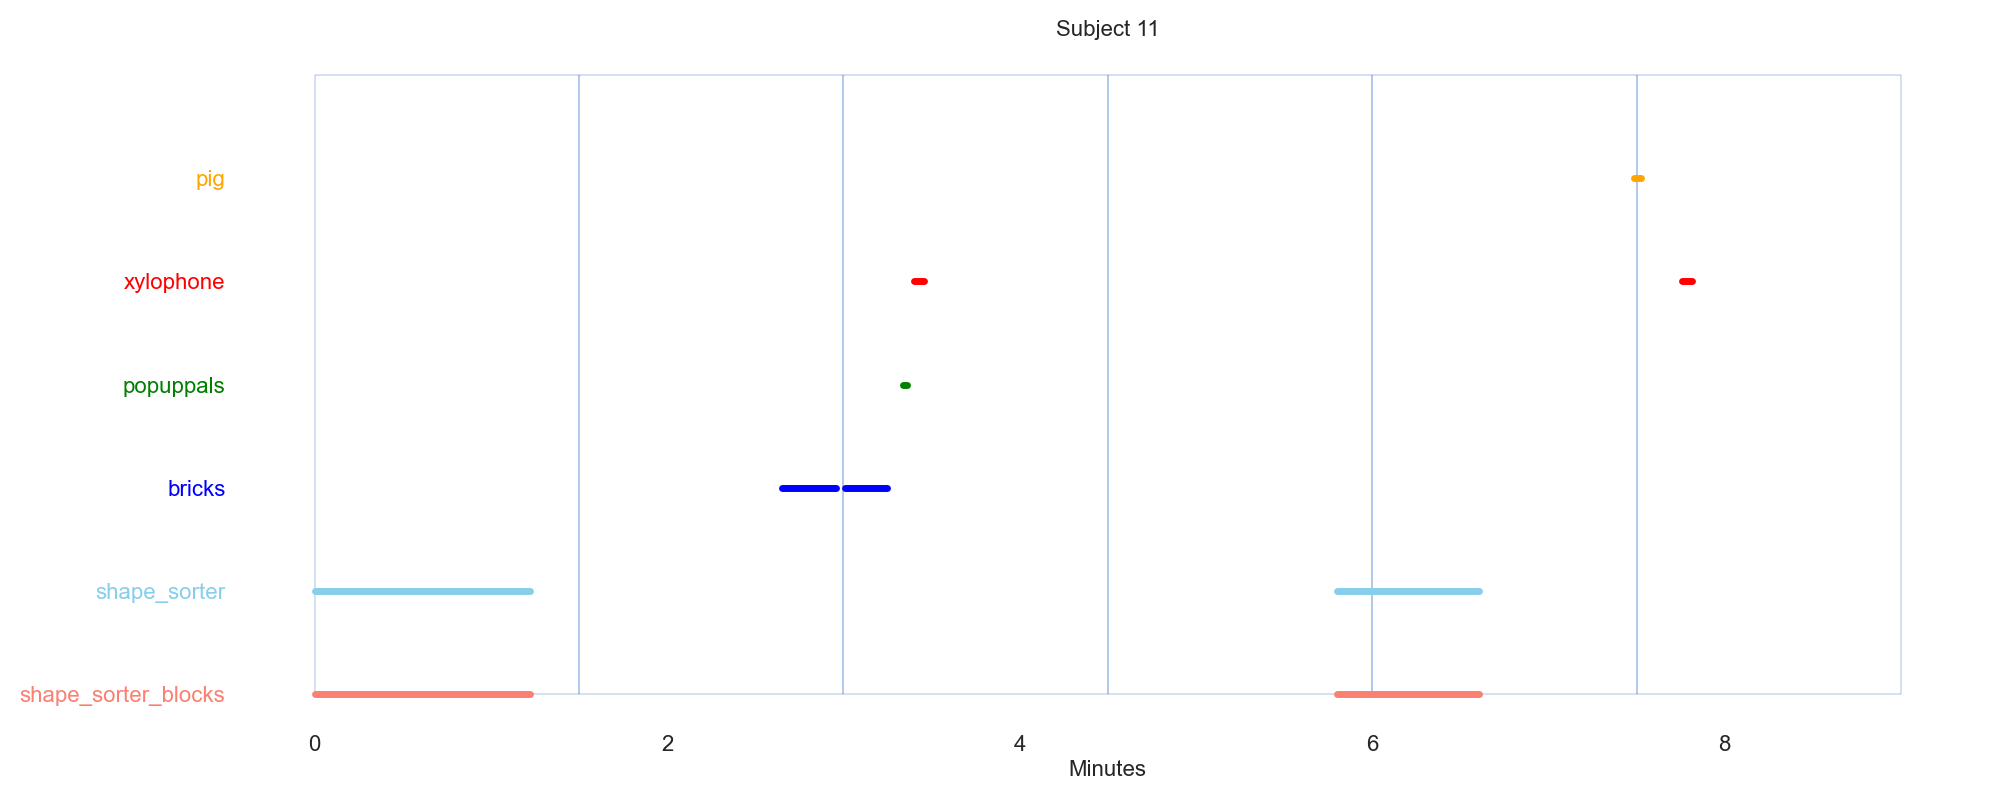 Subject 11
pig
xylophone
popuppals
bricks
shape_sorter
shape_sorter_blocks
0 2 4 6 8
Minutes